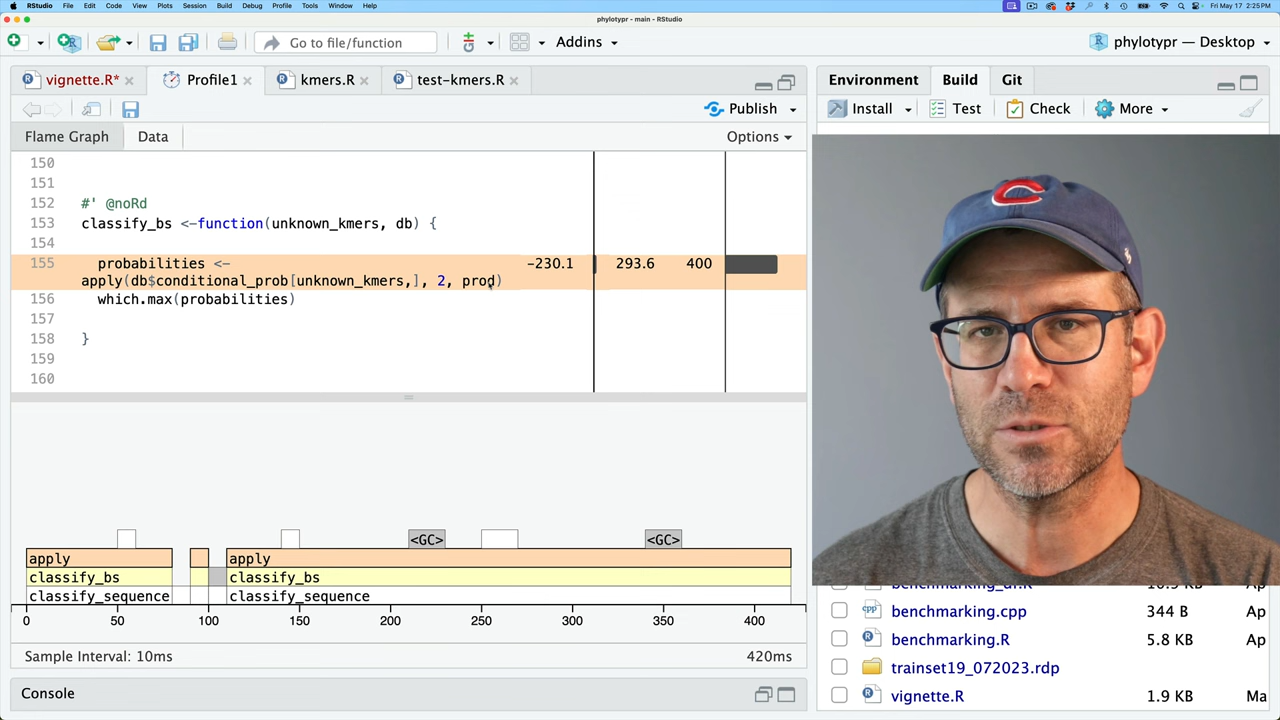 RStudio File Edit Code View Plots Session Build Debug Profile Tools Window Help Fri May 17 2:25 PM
phylotypr - main - RStudio
Go to file/function Addins phylotypr — Desktop
vignette.R* Profile1 kmers.R test-kmers.R Environment Build Git
Publish Install Test Check More
Flame Graph Data Options
150
151
152 #' @noRd
153 classify_bs <-function(unknown_kmers, db) {
154
155 probabilities <- -230.1 293.6 400
apply(db$conditional_prob[unknown_kmers,], 2, prod)
156 which.max(probabilities)
157
158 }
159
160
<GC> <GC>
apply apply
classify_bs classify_bs
classify_sequence classify_sequence
0 50 100 150 200 250 300 350 400
Sample Interval: 10ms 420ms
Console
benchmarking.cpp 344 B Ap
benchmarking.R 5.8 KB Ap
trainset19_072023.rdp
vignette.R 1.9 KB Ma